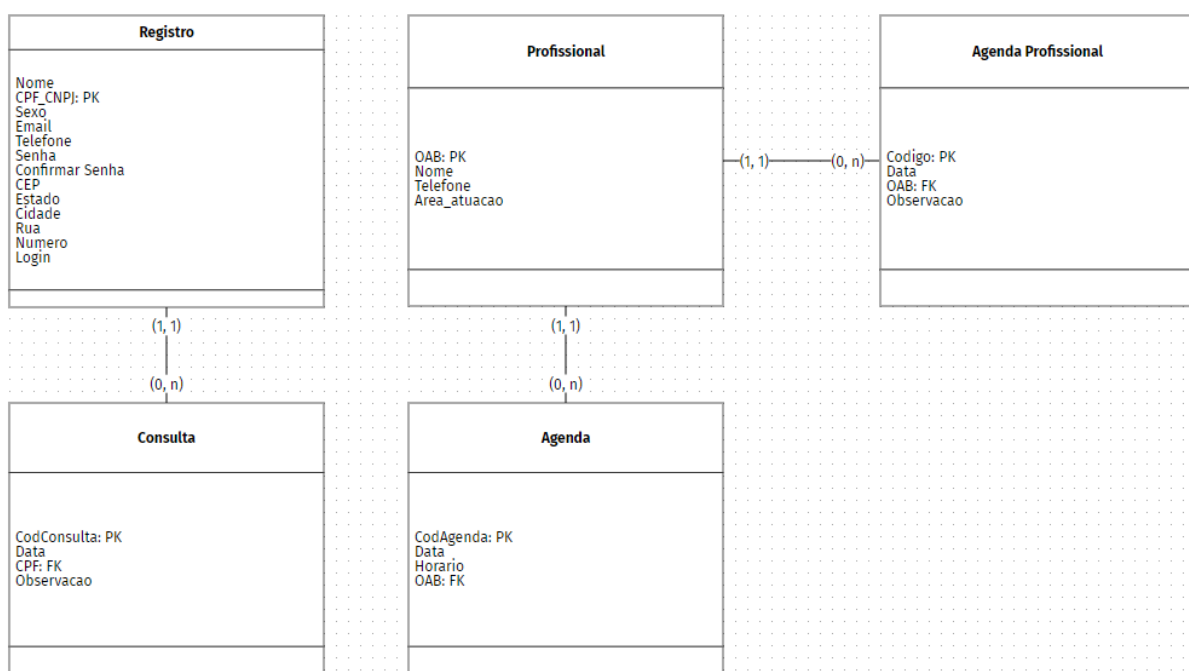 Registro
Nome
CPF_CNPJ: PK
Sexo
Email
Telefone
Senha
Confirmar Senha
CEP
Estado
Cidade
Rua
Numero
Login
Profissional
OAB: PK
Nome
Telefone
Area_atuacao
(1, 1)
(0, n)
Agenda Profissional
Codigo: PK
Data
OAB: FK
Observacao
(1, 1)
(0, n)
Consulta
CodConsulta: PK
Data
CPF: FK
Observacao
(1, 1)
(0, n)
Agenda
CodAgenda: PK
Data
Horario
OAB: FK